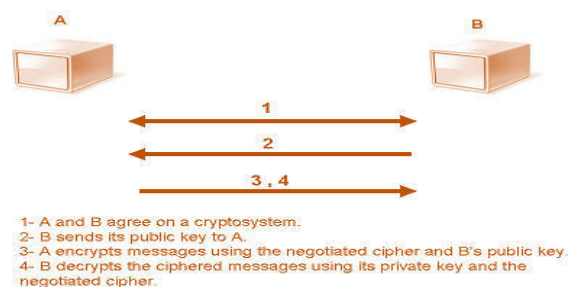 A
B
1
2
3 , 4
1- A and B agree on a cryptosystem.
2- B sends its public key to A.
3- A encrypts messages using the negotiated cipher and B's public key.
4- B decrypts the ciphered messages using its private key and the
negotiated cipher.